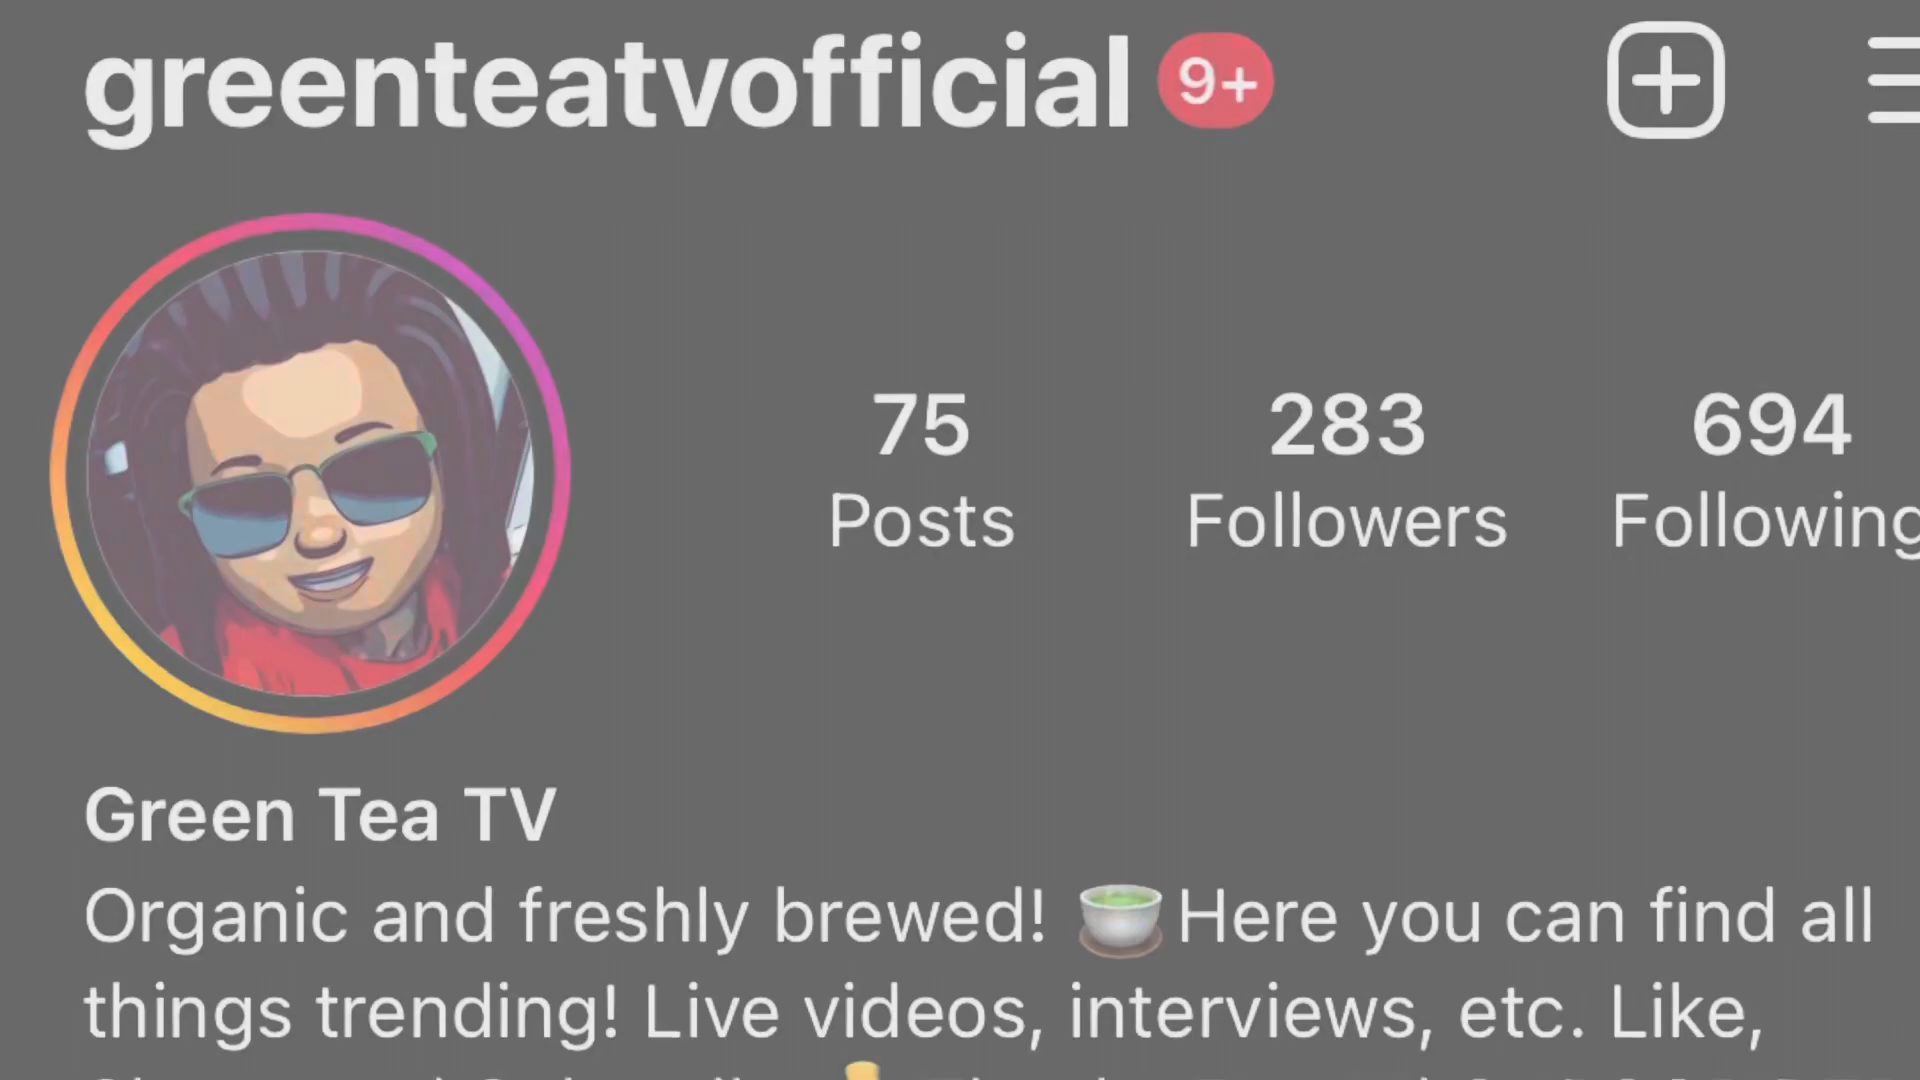 greenteatvofficial 9+
75 283 694
Posts Followers Following
Green Tea TV
Organic and freshly brewed! 🍵Here you can find all
things trending! Live videos, interviews, etc. Like,